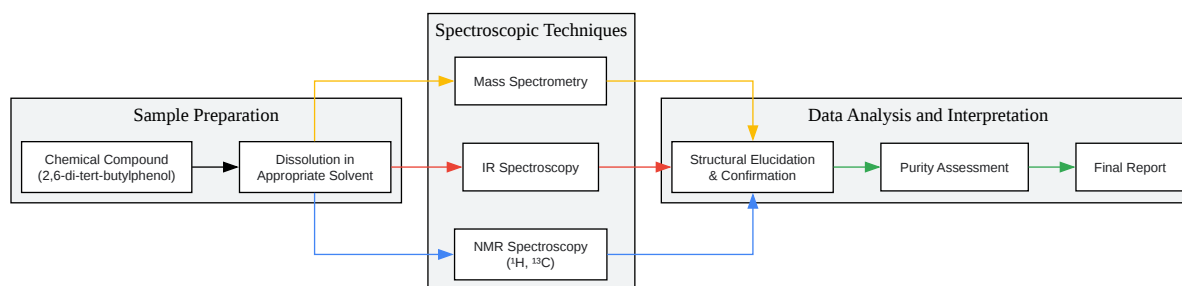 Spectroscopic Techniques
Mass Spectrometry
Sample Preparation
Data Analysis and Interpretation
Chemical Compound
(2,6-di-tert-butylphenol)
Dissolution in
Appropriate Solvent
IR Spectroscopy
Structural Elucidation
& Confirmation
Purity Assessment
Final Report
NMR Spectroscopy
(¹H, ¹³C)